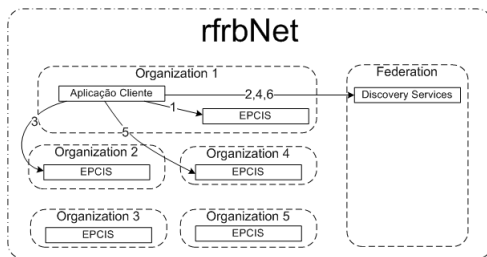 rfrbNet
Organization 1
Federation
Aplicação Cliente
2,4,6
Discovery Services
1
EPCIS
3
5
Organization 2
Organization 4
EPCIS
EPCIS
Organization 3
Organization 5
EPCIS
EPCIS